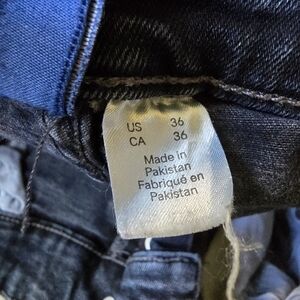 US 36
CA 36
Made in
Pakistan
Fabriqué en
Pakistan